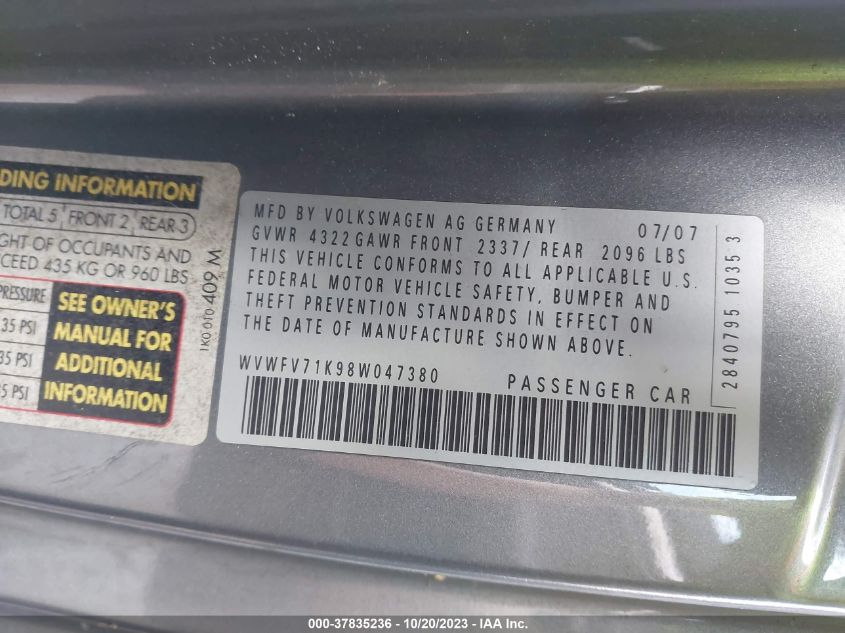 DING INFORMATION
TOTAL 5 FRONT 2 REAR 3
GHT OF OCCUPANTS AND
CEED 435 KG OR 960 LBS
PRESSURE
35 PSI
35 PSI
5 PSI
SEE OWNER'S
MANUAL FOR
ADDITIONAL
INFORMATION
1K0 010 409 M
MFD BY VOLKSWAGEN AG GERMANY 07/07
GVWR 4322 GAWR FRONT 2337/ REAR 2096 LBS
THIS VEHICLE CONFORMS TO ALL APPLICABLE U.S.
FEDERAL MOTOR VEHICLE SAFETY, BUMPER AND
THEFT PREVENTION STANDARDS IN EFFECT ON
THE DATE OF MANUFACTURE SHOWN ABOVE.
WVWFV71K98W047380 PASSENGER CAR
2840795 1035 3
000-37835236 - 10/20/2023 - IAA Inc.